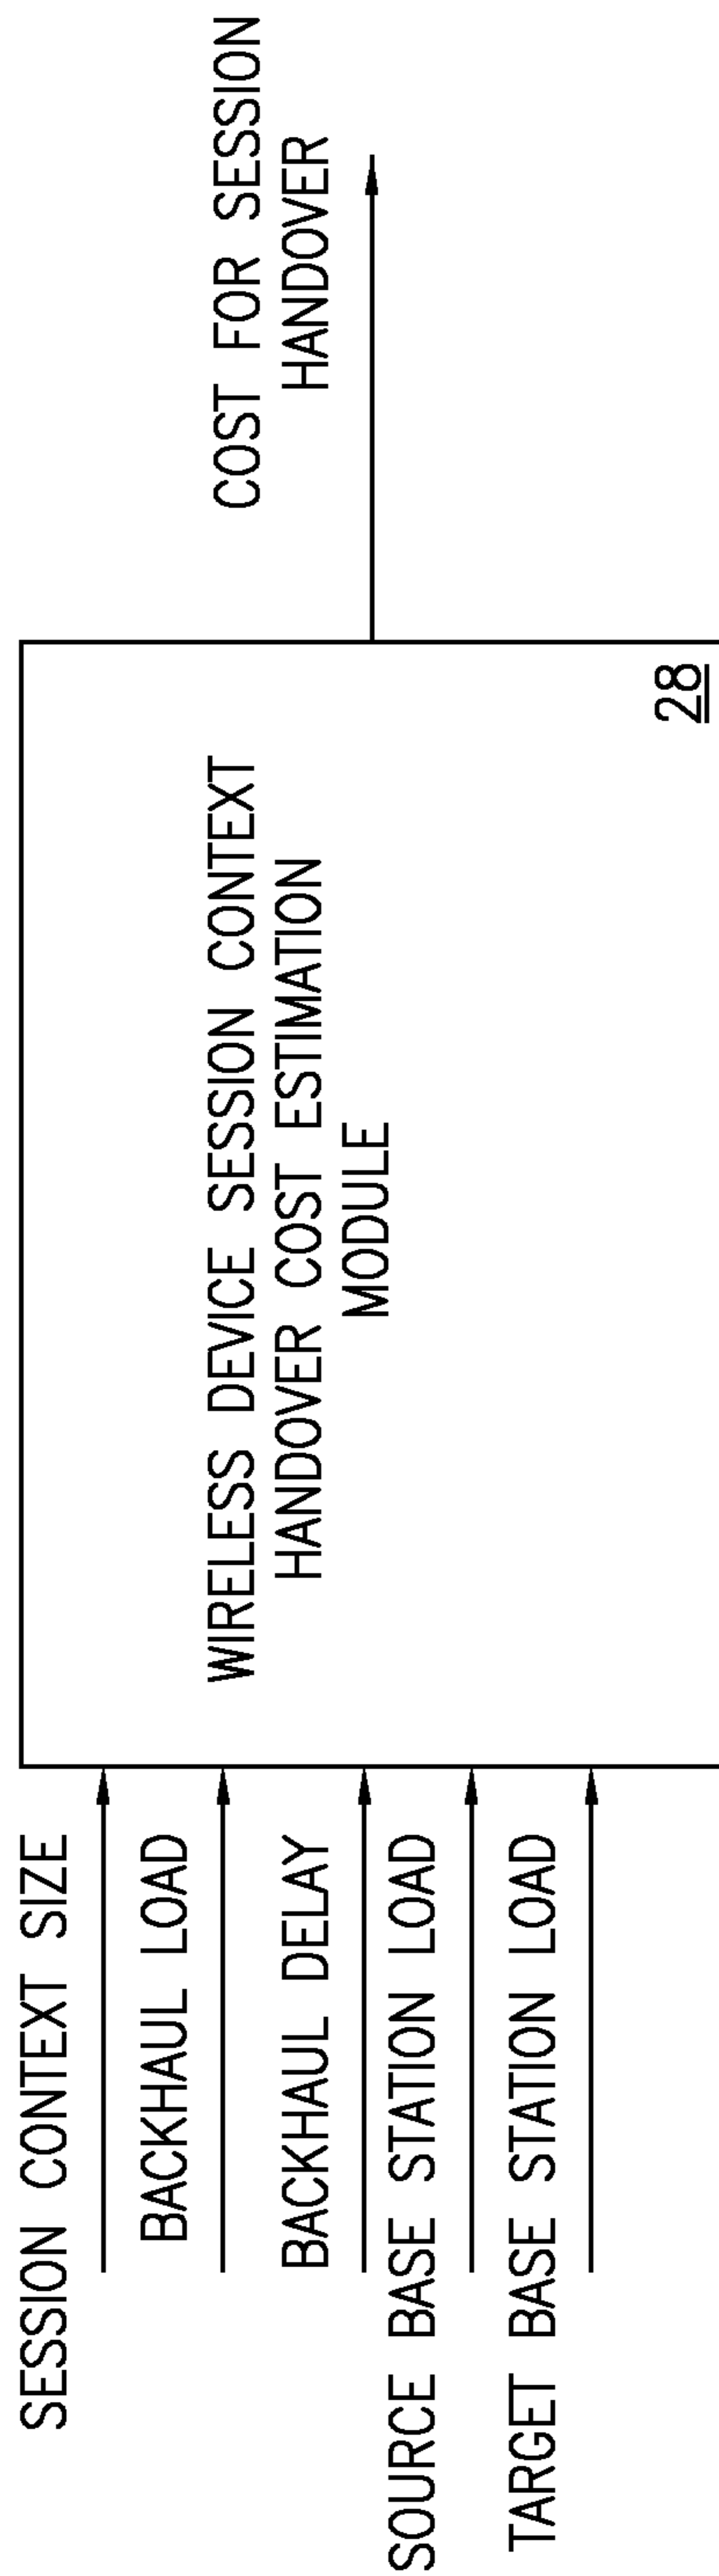 SESSION CONTEXT SIZE
BACKHAUL LOAD
BACKHAUL DELAY
SOURCE BASE STATION LOAD
TARGET BASE STATION LOAD
WIRELESS DEVICE SESSION CONTEXT
HANDOVER COST ESTIMATION
MODULE
28
COST FOR SESSION
HANDOVER